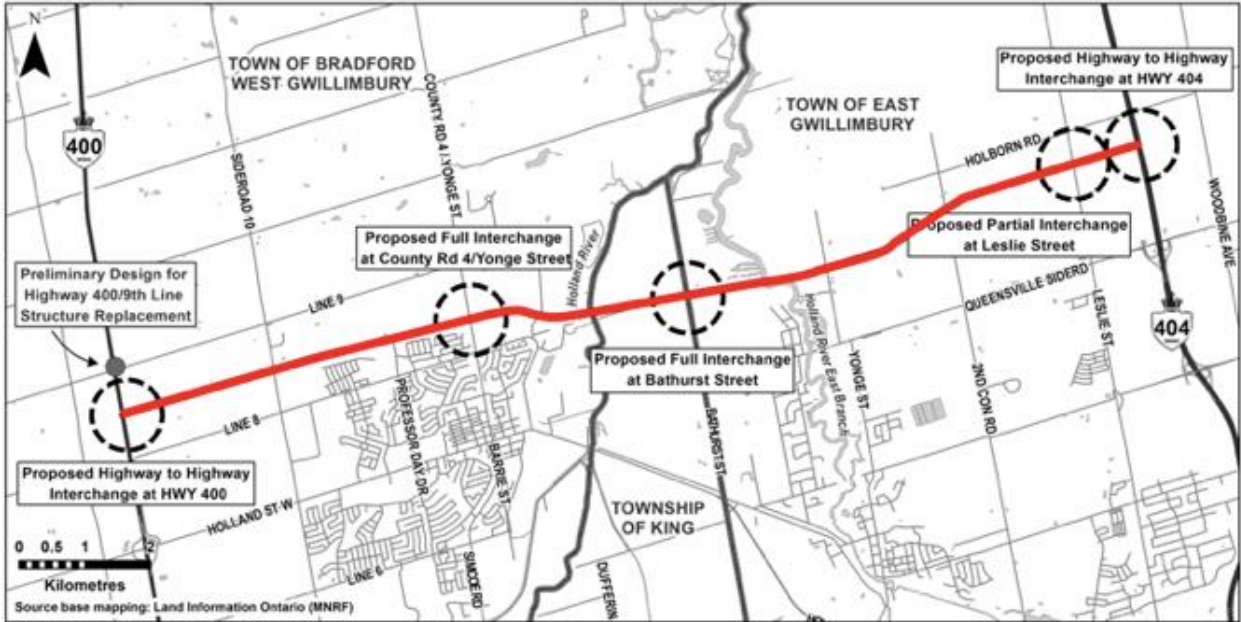 N
TOWN OF BRADFORD
WEST GWILLIMBURY
COUNTY RD 4 / YONGE ST.
TOWN OF EAST
GWILLIMBURY
Proposed Highway to Highway
Interchange at HWY 404
400
SIDEROAD 10
HOLBORN RD
WOODBINE AVE
Proposed Full Interchange
at County Rd 4/Yonge Street
Holland River
Proposed Partial Interchange
at Leslie Street
Preliminary Design for
Highway 400/9th Line
Structure Replacement
LINE 9
QUEENSVILLE SIDERD
LESLIE ST
404
Proposed Full Interchange
at Bathurst Street
Holland River East Branch
YONGE ST.
2ND CON RD
LINE 8
PROFESSOR DAY DR
BARRIE ST
BATHURST ST
Proposed Highway to Highway
Interchange at HWY 400
HOLLAND ST W
TOWNSHIP
OF KING
0 0.5 1 2
Kilometres
LINE 6
SIMCOE RD
DUFFERIN
Source base mapping: Land Information Ontario (MNRF)